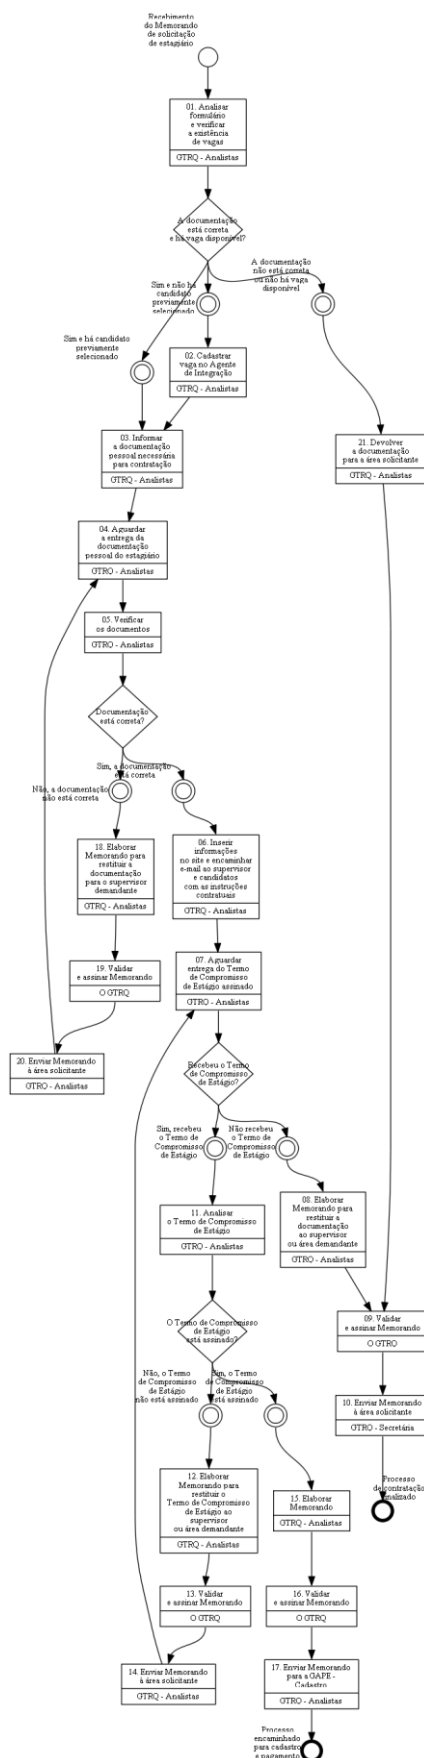 Recebimento
do Memorando
de solicitação
de estagiário
01. Analisar
formulário
e verificar
a existência
de vagas
GTRQ - Analistas
A documentação
está correta
e há vaga disponível?
Sim e não há
candidato
previamente
selecionado
A documentação
não está correta
ou não há vaga
disponível
Sim e há candidato
previamente
selecionado
02. Cadastrar
vaga no Agente
de Integração
GTRQ - Analistas
03. Informar
a documentação
pessoal necessária
para contratação
GTRQ - Analistas
21. Devolver
a documentação
para a área solicitante
GTRQ - Analistas
04. Aguardar
a entrega da
documentação
pessoal do estagiário
GTRQ - Analistas
05. Verificar
os documentos
GTRQ - Analistas
Documentação
está correta?
Não, a documentação
não está correta
Sim, a documentação
está correta
18. Elaborar
Memorando para
restituir a
documentação
para o supervisor
demandante
GTRQ - Analistas
06. Inserir
informações
no site e encaminhar
e-mail ao supervisor
e candidatos
com as instruções
contratuais
GTRQ - Analistas
19. Validar
e assinar Memorando
O GTRQ
07. Aguardar
entrega do Termo
de Compromisso
de Estágio assinado
GTRQ - Analistas
20. Enviar Memorando
à área solicitante
GTRQ - Analistas
Recebeu o Termo
de Compromisso
de Estágio?
Sim, recebeu
o Termo de
Compromisso
de Estágio
Não recebeu
o Termo de
Compromisso
de Estágio
11. Analisar
o Termo de Compromisso
de Estágio
GTRQ - Analistas
08. Elaborar
Memorando para
restituir a
documentação
ao supervisor
ou área demandante
GTRQ - Analistas
O Termo de Compromisso
de Estágio
está assinado?
09. Validar
e assinar Memorando
O GTRQ
Não, o Termo
de Compromisso
de Estágio
não está assinado
Sim, o Termo
de Compromisso
de Estágio
está assinado
10. Enviar Memorando
à área solicitante
GTRQ - Secretária
12. Elaborar
Memorando para
restituir o
Termo de Compromisso
de Estágio ao
supervisor
ou área demandante
GTRQ - Analistas
15. Elaborar
Memorando
GTRQ - Analistas
Processo
de contratação
finalizado
13. Validar
e assinar Memorando
O GTRQ
16. Validar
e assinar Memorando
O GTRQ
14. Enviar Memorando
à área solicitante
GTRQ - Analistas
17. Enviar Memorando
para a GAPE -
Cadastro
GTRQ - Analistas
Processo
encaminhado
para cadastro
e pagamento